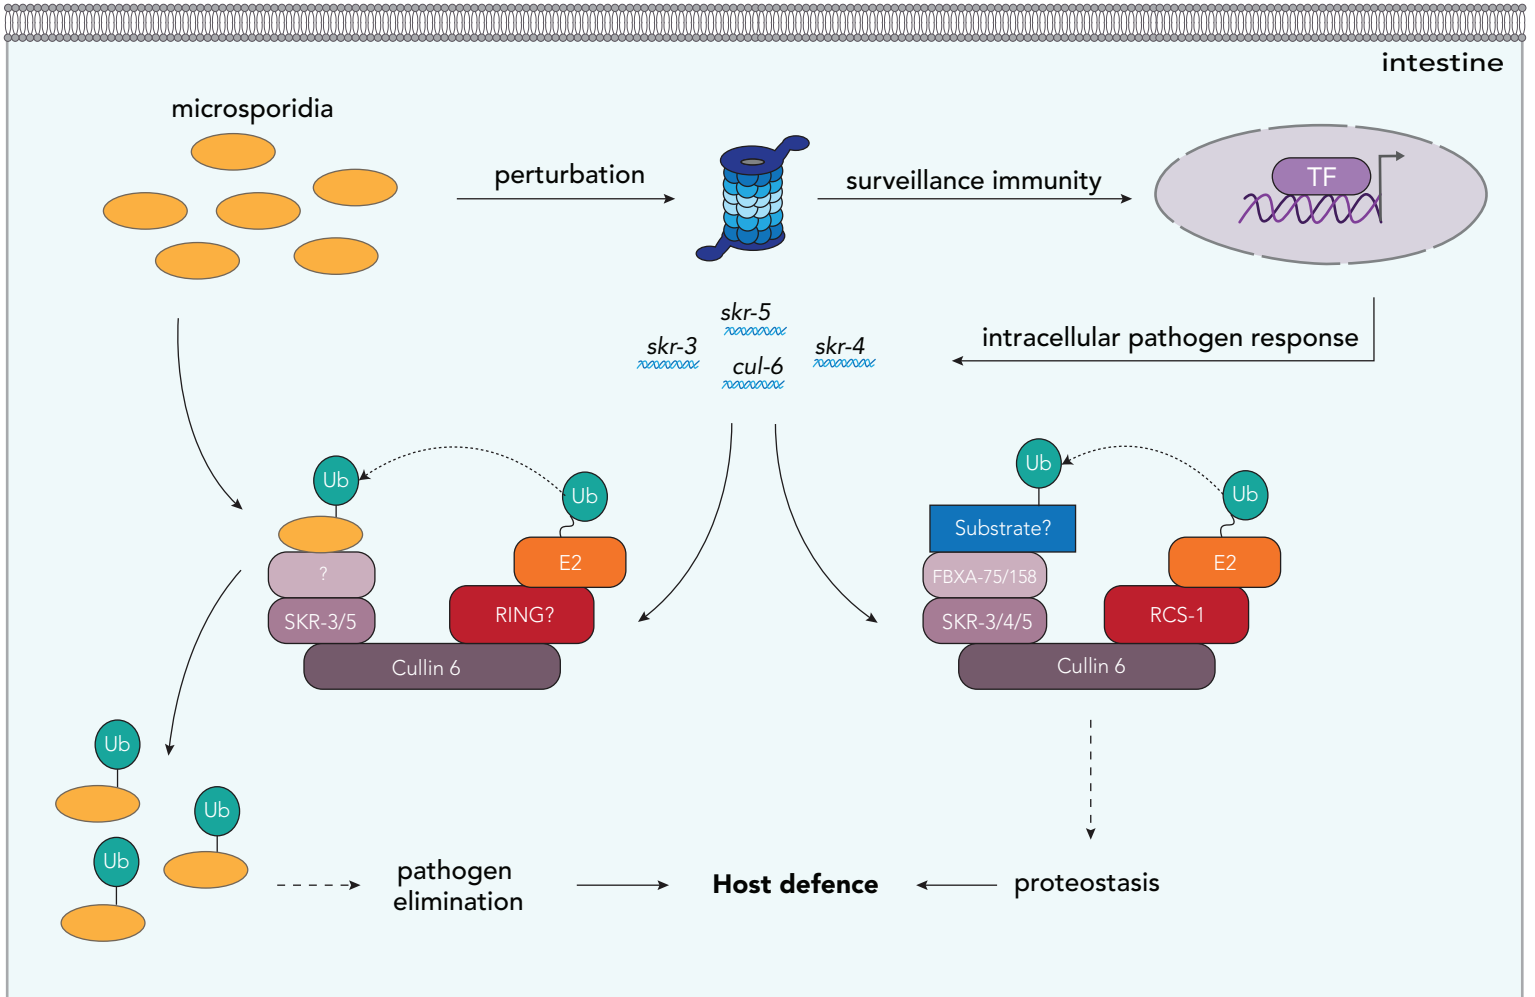 intestine
microsporidia
perturbation
surveillance immunity
TF
skr-5
skr-3
skr-4
cul-6
intracellular pathogen response
Ub
Ub
?
SKR-3/5
E2
RING?
Cullin 6
Ub
Ub
Substrate?
FBXA-75/158
SKR-3/4/5
E2
RCS-1
Cullin 6
Ub
Ub
Ub
pathogen
elimination
Host defence
proteostasis